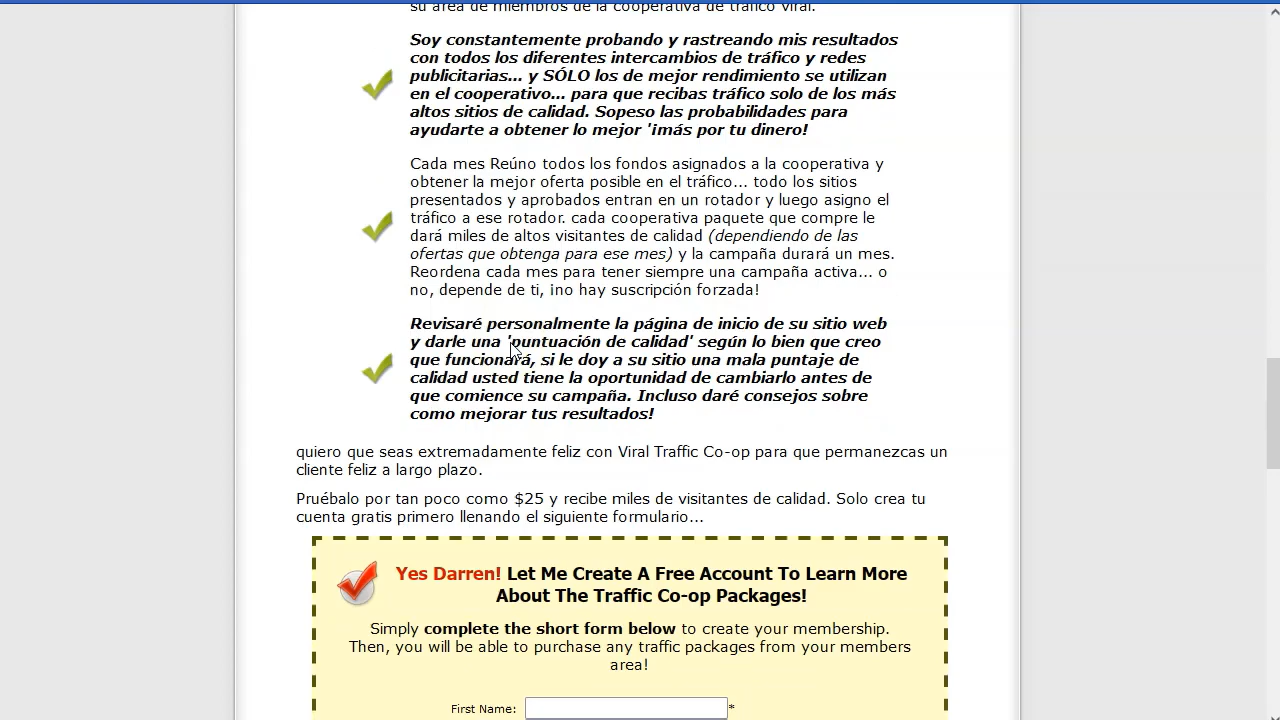 su área de miembros de la cooperativa de tráfico viral.
Soy constantemente probando y rastreando mis resultados
con todos los diferentes intercambios de tráfico y redes
publicitarias... y SÓLO los de mejor rendimiento se utilizan
en el cooperativo... para que recibas tráfico solo de los más
altos sitios de calidad. Sopeso las probabilidades para
ayudarte a obtener lo mejor '¡más por tu dinero!
Cada mes Reúno todos los fondos asignados a la cooperativa y
obtener la mejor oferta posible en el tráfico... todo los sitios
presentados y aprobados entran en un rotador y luego asigno el
tráfico a ese rotador. cada cooperativa paquete que compre le
dará miles de altos visitantes de calidad (dependiendo de las
ofertas que obtenga para ese mes) y la campaña durará un mes.
Reordena cada mes para tener siempre una campaña activa... o
no, depende de ti, ¡no hay suscripción forzada!
Revisaré personalmente la página de inicio de su sitio web
y darle una 'puntuación de calidad' según lo bien que creo
que funcionará, si le doy a su sitio una mala puntaje de
calidad usted tiene la oportunidad de cambiarlo antes de
que comience su campaña. Incluso daré consejos sobre
como mejorar tus resultados!
quiero que seas extremadamente feliz con Viral Traffic Co-op para que permanezcas un
cliente feliz a largo plazo.
Pruébalo por tan poco como $25 y recibe miles de visitantes de calidad. Solo crea tu
cuenta gratis primero llenando el siguiente formulario...
Yes Darren! Let Me Create A Free Account To Learn More
About The Traffic Co-op Packages!
Simply complete the short form below to create your membership.
Then, you will be able to purchase any traffic packages from your members
area!
First Name: *